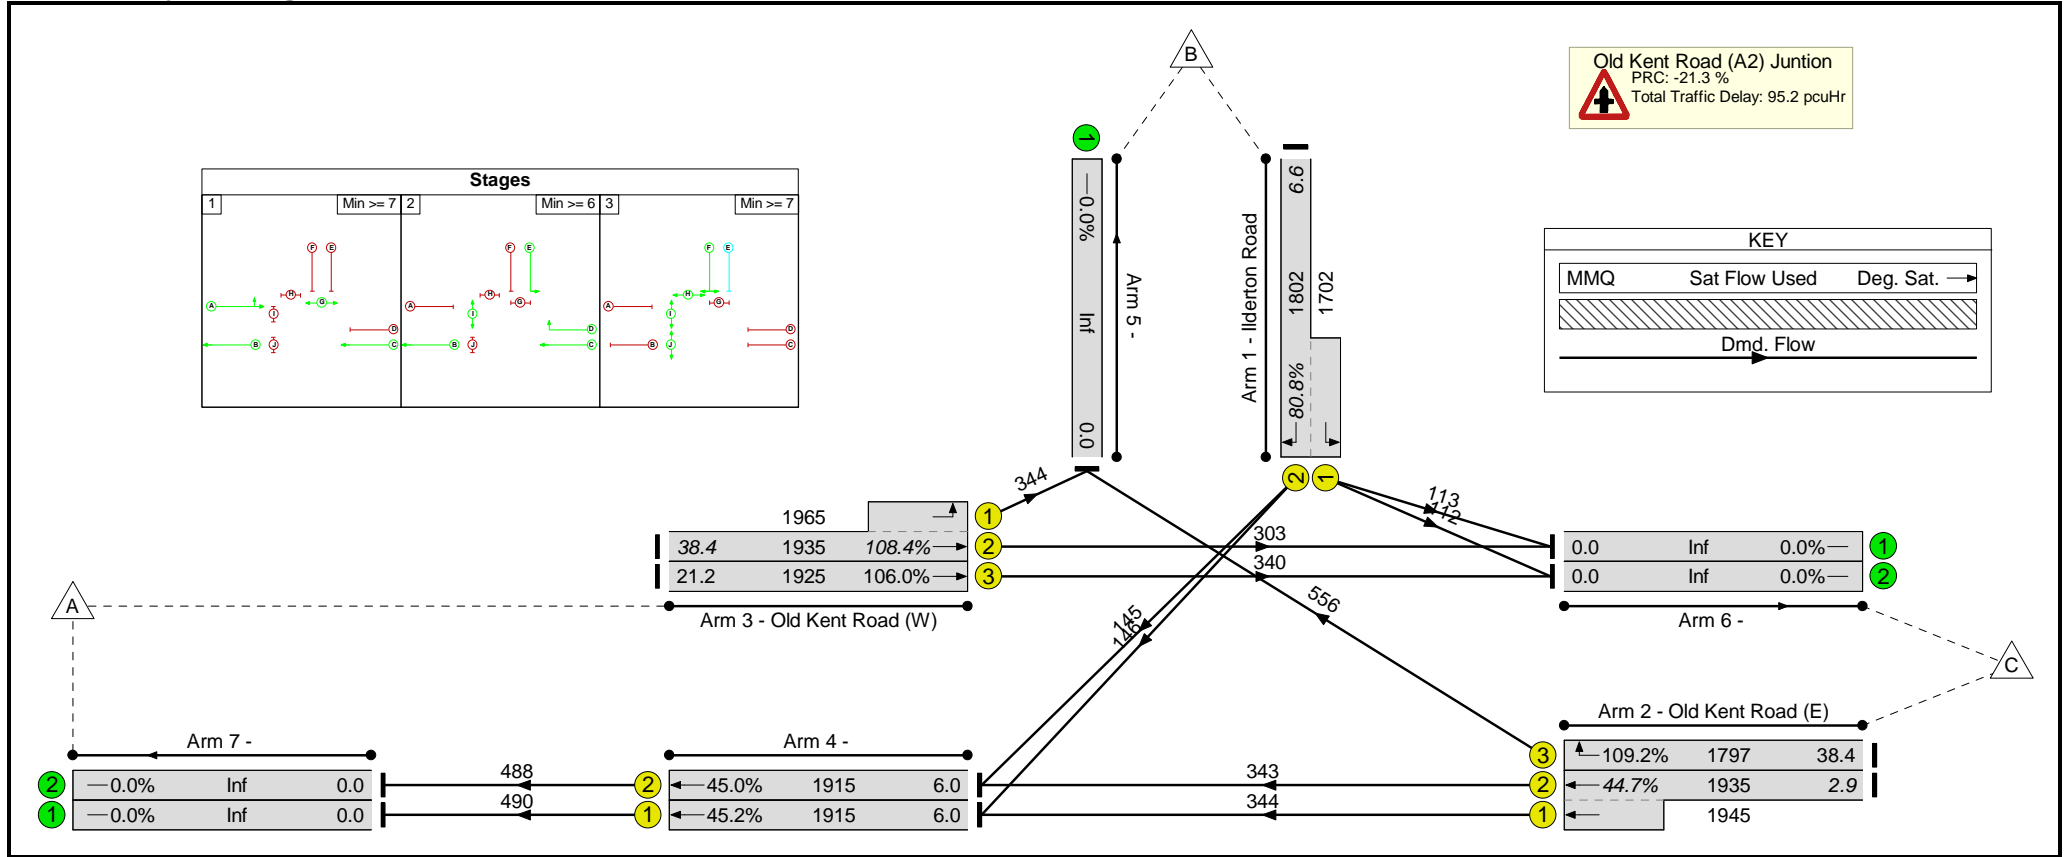 B
Old Kent Road (A2) Juntion
PRC: -21.3 %
Total Traffic Delay: 95.2 pcuHr
Stages
1 Min >= 7 2 Min >= 6 3 Min >= 7
F E F E F E
H G H G H G
A I A I A I
D D D
B J C B J C B J C
1
0.0% Inf 0.0
Arm 5 -
Arm 1 - Ilderton Road
6.6 1802 80.8%
1702
2 1
KEY
MMQ Sat Flow Used Deg. Sat.
Dmd. Flow
344
113
112
1965 1
38.4 1935 108.4% 2
21.2 1925 106.0% 3
Arm 3 - Old Kent Road (W)
303
340
0.0 Inf 0.0% 1
0.0 Inf 0.0% 2
Arm 6 -
A
145
146
556
C
Arm 7 -
2 0.0% Inf 0.0
1 0.0% Inf 0.0
488
490
Arm 4 -
2 45.0% 1915 6.0
1 45.2% 1915 6.0
343
344
Arm 2 - Old Kent Road (E)
3 109.2% 1797 38.4
2 44.7% 1935 2.9
1 1945